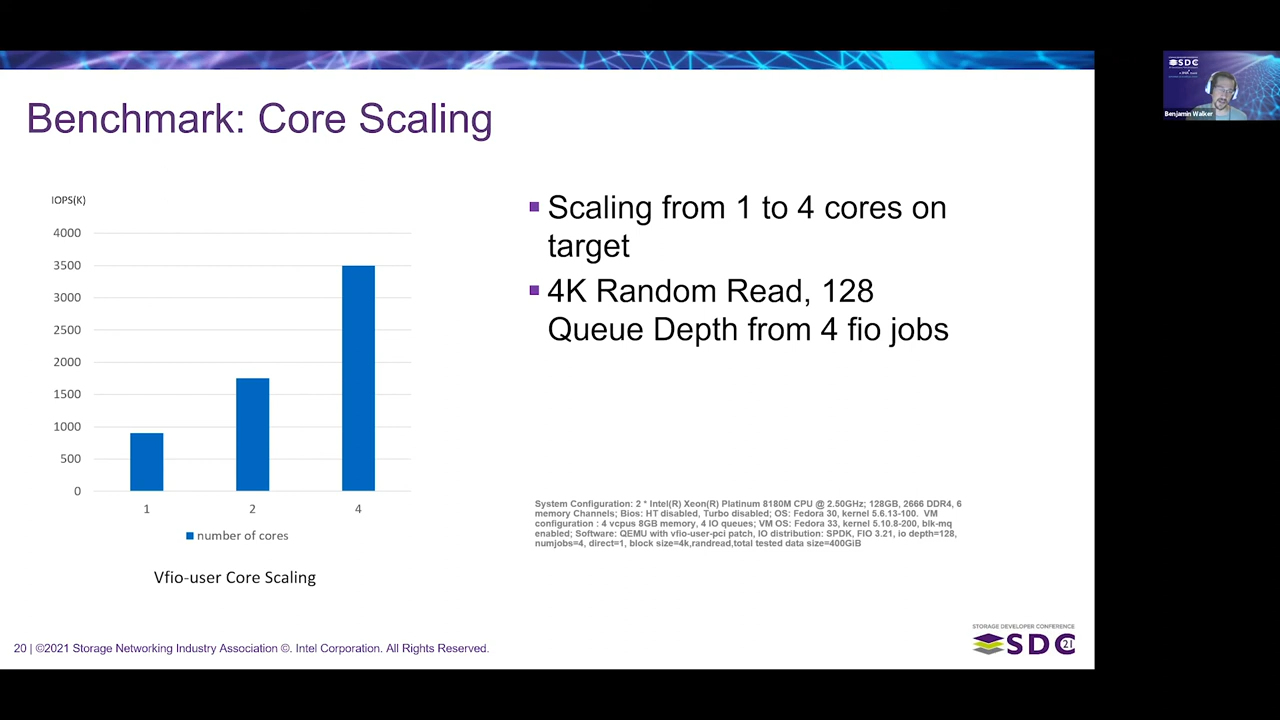 Benchmark: Core Scaling
IOPS(K)
4000
3500
3000
2500
2000
1500
1000
500
0
1 2 4
number of cores
Vfio-user Core Scaling
Scaling from 1 to 4 cores on
target
4K Random Read, 128
Queue Depth from 4 fio jobs
System Configuration: 2 * Intel(R) Xeon(R) Platinum 8180M CPU @ 2.50GHz; 128GB, 2666 DDR4, 6
memory Channels; Bios: HT disabled, Turbo disabled; OS: Fedora 30, kernel 5.6.13-100. VM
configuration : 4 vcpus 8GB memory, 4 IO queues; VM OS: Fedora 33, kernel 5.10.8-200, blk-mq
enabled; Software: QEMU with vfio-user-pci patch, IO distribution: SPDK, FIO 3.21, io depth=128,
numjobs=4, direct=1, block size=4k,randread,total tested data size=400GiB
20 | ©2021 Storage Networking Industry Association ©. Intel Corporation. All Rights Reserved.
STORAGE DEVELOPER CONFERENCE
SDC 21
SDC
Benjamin Walker